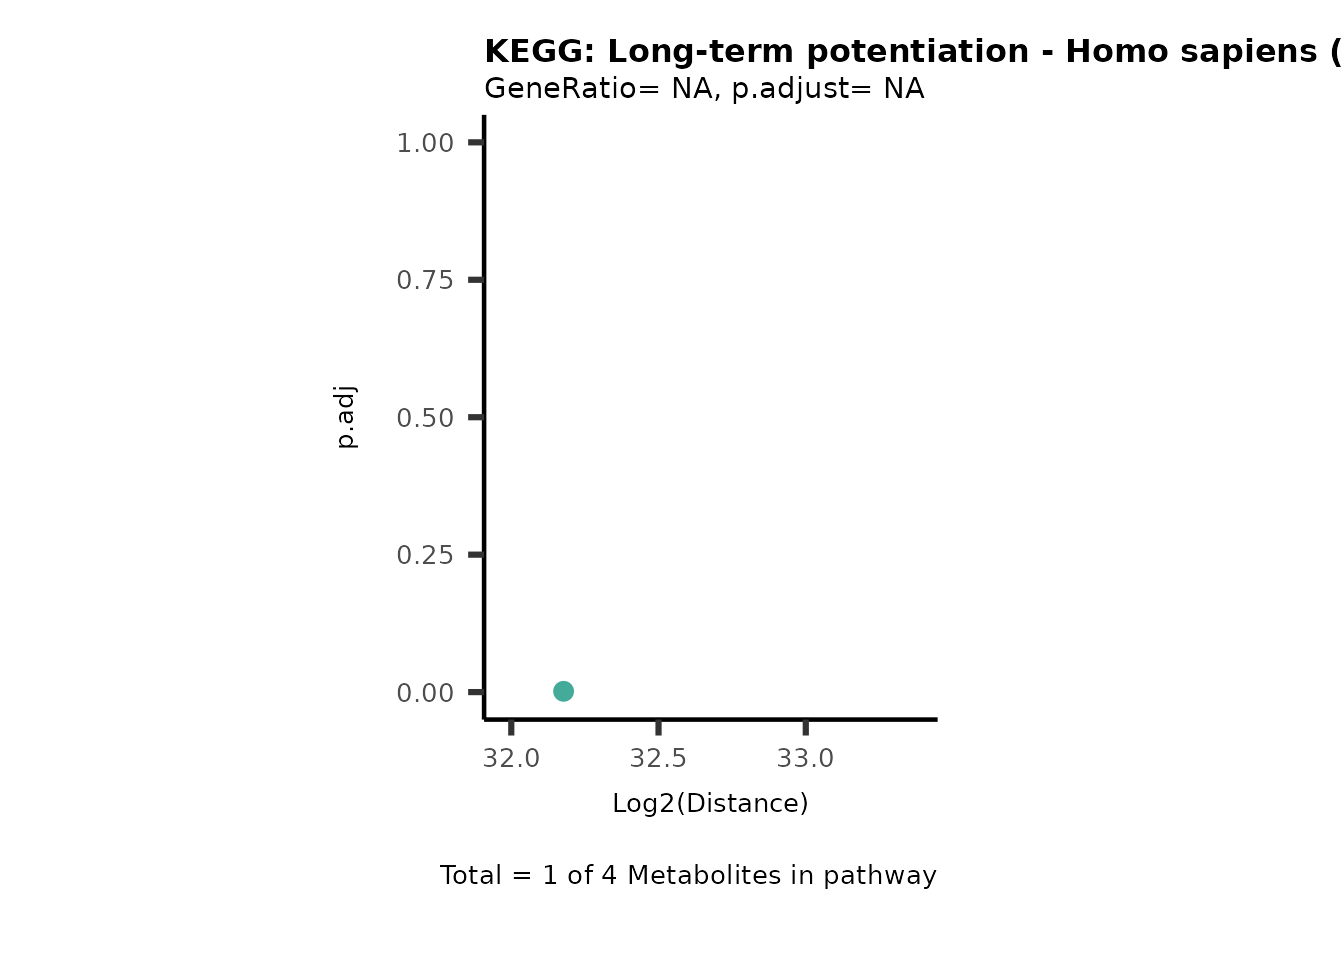 KEGG: Long-term potentiation - Homo sapiens (
GeneRatio= NA, p.adjust= NA
1.00
0.75
0.50
0.25
0.00
p.adj
32.0 32.5 33.0
Log2(Distance)
Total = 1 of 4 Metabolites in pathway